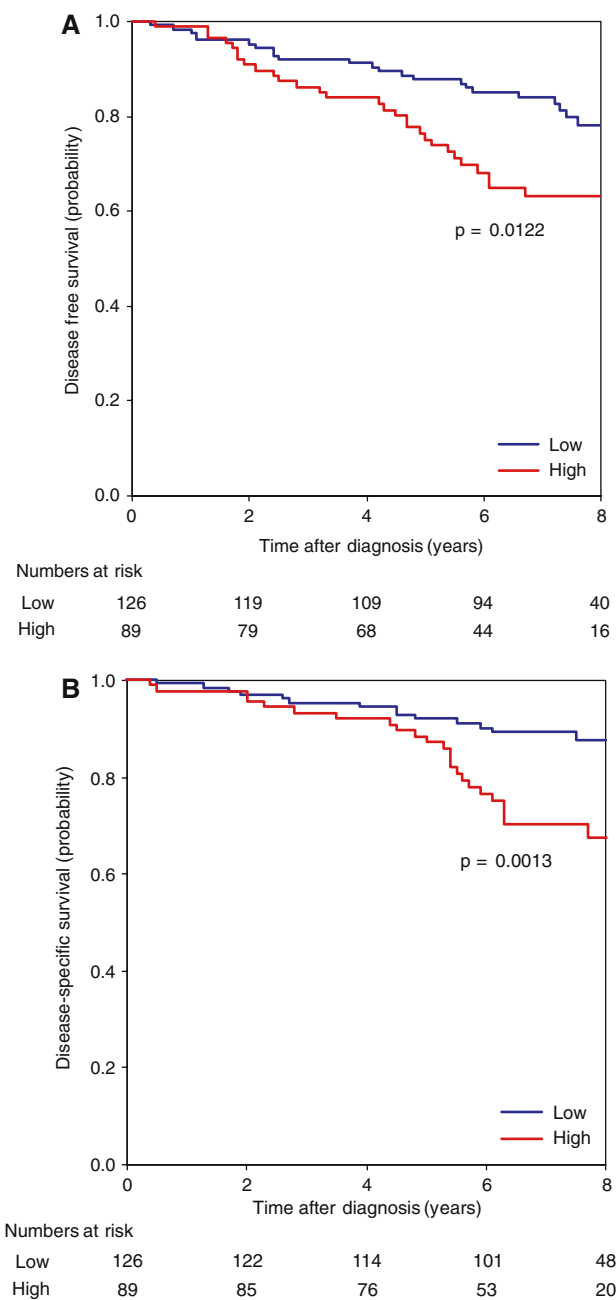 A
Disease free survival (probability)
1.0
0.8
0.6
0.4
0.2
0.0
p = 0.0122
Low
High
0 2 4 6 8
Time after diagnosis (years)
Numbers at risk
Low 126 119 109 94 40
High 89 79 68 44 16
B
Disease-specific survival (probability)
1.0
0.8
0.6
0.4
0.2
0.0
p = 0.0013
Low
High
0 2 4 6 8
Time after diagnosis (years)
Numbers at risk
Low 126 122 114 101 48
High 89 85 76 53 20